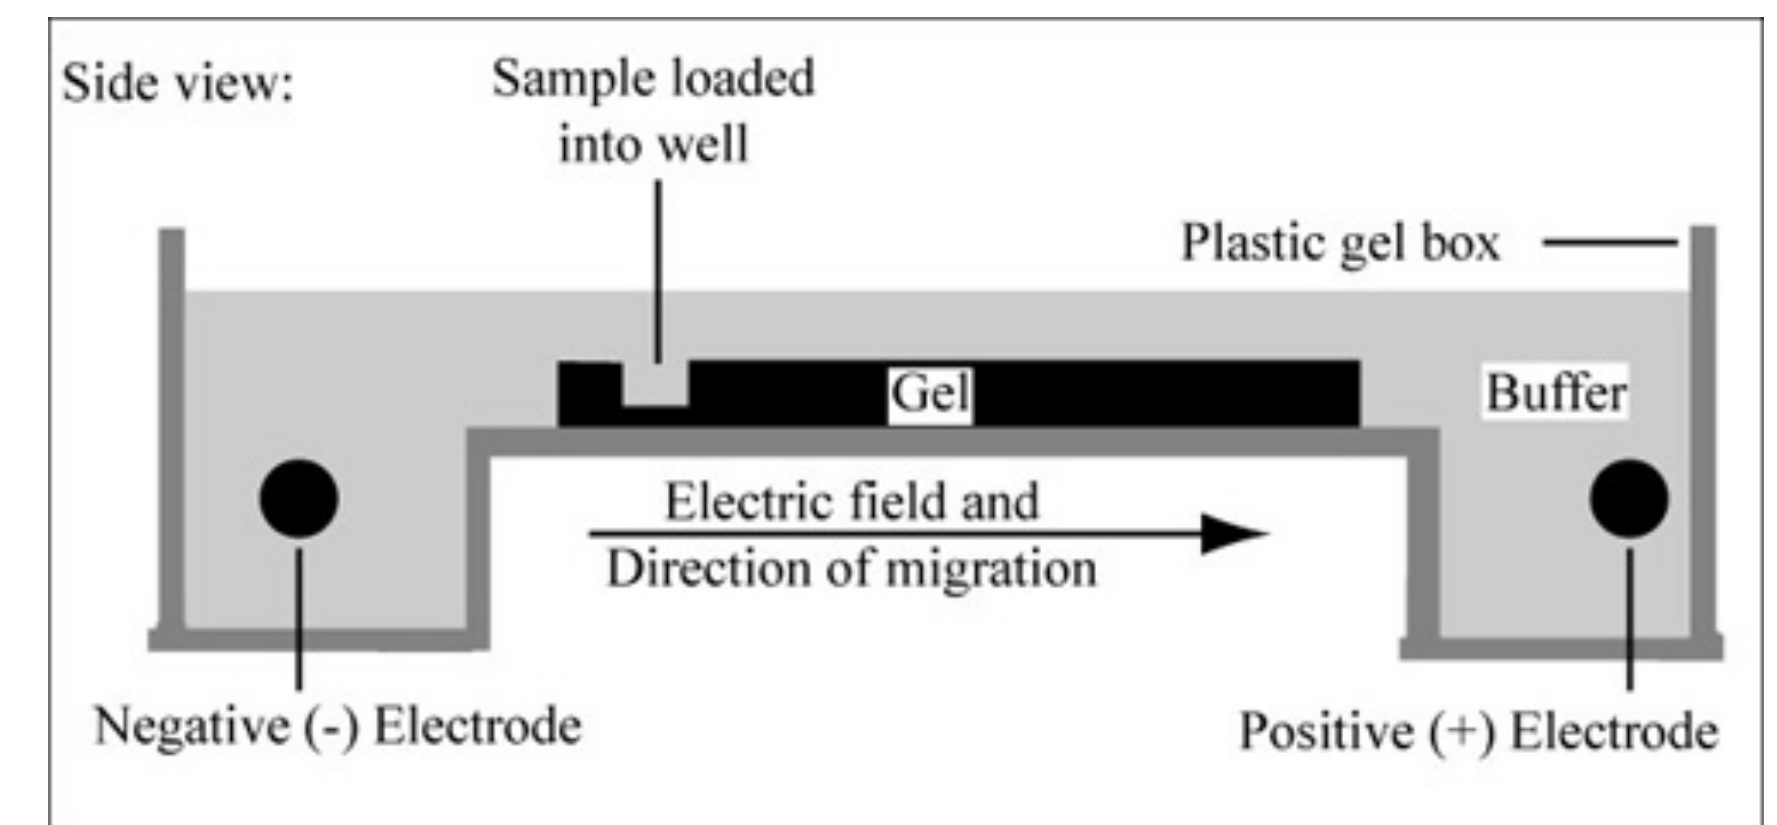 Side view:
Sample loaded
into well
Plastic gel box
Gel
Buffer
Electric field and
Direction of migration
Negative (-) Electrode
Positive (+) Electrode